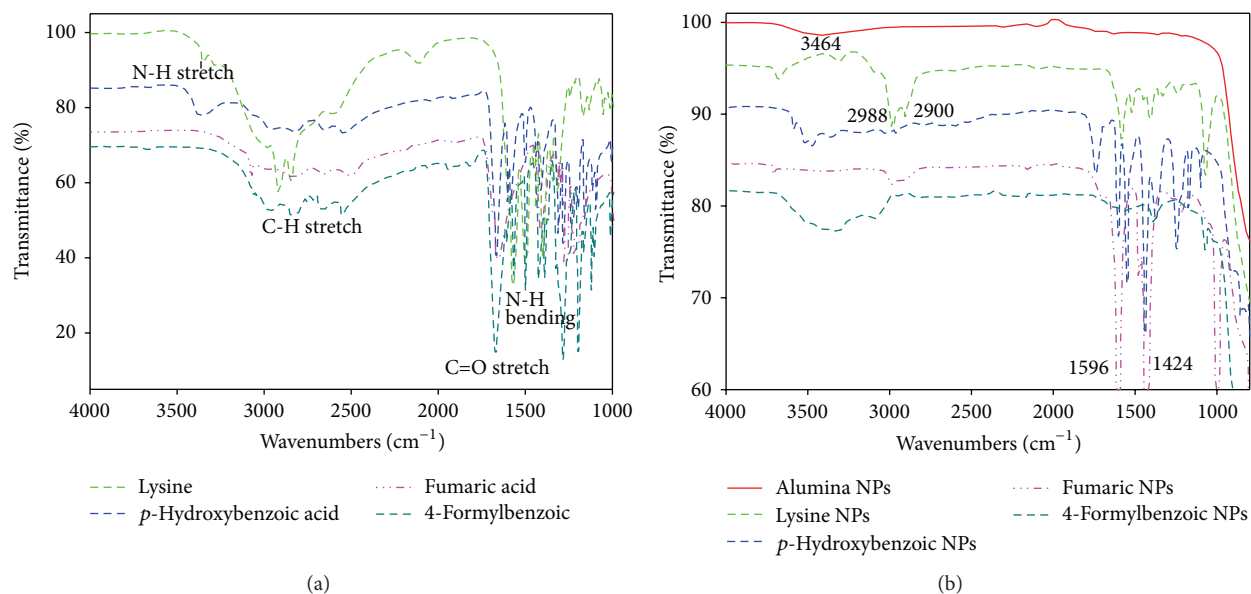 100
80
60
40
20
Transmittance (%)
N-H stretch
C-H stretch
N-H
bending
C=O stretch
4000 3500 3000 2500 2000 1500 1000
Wavenumbers (cm⁻¹)
Lysine
p-Hydroxybenzoic acid
Fumaric acid
4-Formylbenzoic
(a)
100
90
80
70
60
Transmittance (%)
3464
2988
2900
1596
1424
4000 3500 3000 2500 2000 1500 1000
Wavenumbers (cm⁻¹)
Alumina NPs
Lysine NPs
p-Hydroxybenzoic NPs
Fumaric NPs
4-Formylbenzoic NPs
(b)